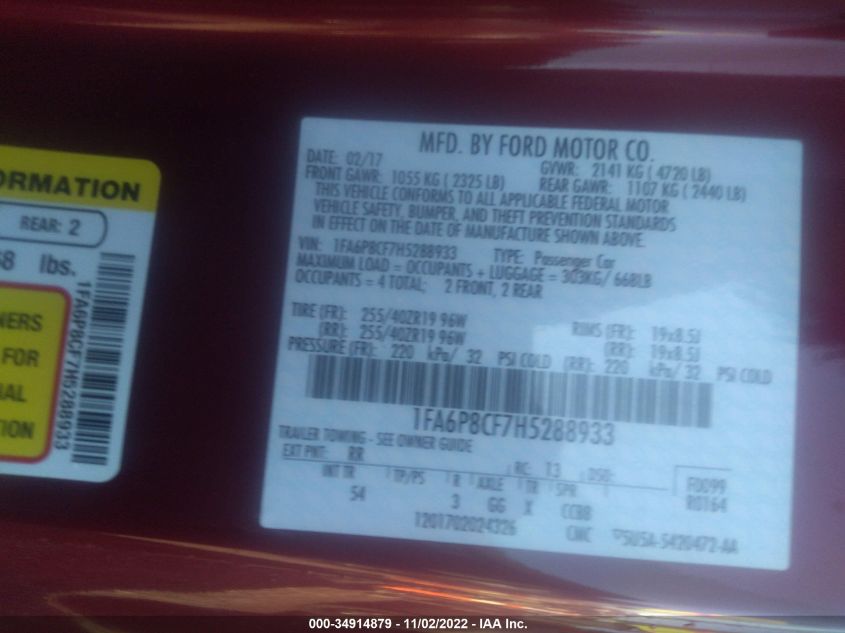 MFD. BY FORD MOTOR CO.
DATE: 02/17 GVWR: 2141 KG ( 4720 LB)
FRONT GAWR: 1055 KG ( 2325 LB) REAR GAWR: 1107 KG ( 2440 LB)
THIS VEHICLE CONFORMS TO ALL APPLICABLE FEDERAL MOTOR
VEHICLE SAFETY, BUMPER, AND THEFT PREVENTION STANDARDS
IN EFFECT ON THE DATE OF MANUFACTURE SHOWN ABOVE.
VIN: 1FA6P8CF7H5288933 TYPE: Passenger Car
MAXIMUM LOAD = OCCUPANTS + LUGGAGE = 303KG/ 668LB
OCCUPANTS = 4 TOTAL; 2 FRONT, 2 REAR
TIRE (FR): 255/40ZR19 96W RIMS (FR): 19x8.5J
(RR): 255/40ZR19 96W (RR): 19x8.5J
PRESSURE (FR): 220 kPa/ 32 PSI COLD (RR): 220 kPa/ 32 PSI COLD
1FA6P8CF7H5288933
TRAILER TOWING - SEE OWNER GUIDE
EXT PNT: RR RC: 13 DSO: F0099
INT TR TP/PS R AXLE TR SPR R0164
54 3 GG X CCBB
1201702024326 CMC 5U5A-5420472-AA
ORMATION
REAR: 2
68 lbs.
NERS
FOR
AL
TION
1FA6P8CF7H5288933
000-34914879 - 11/02/2022 - IAA Inc.